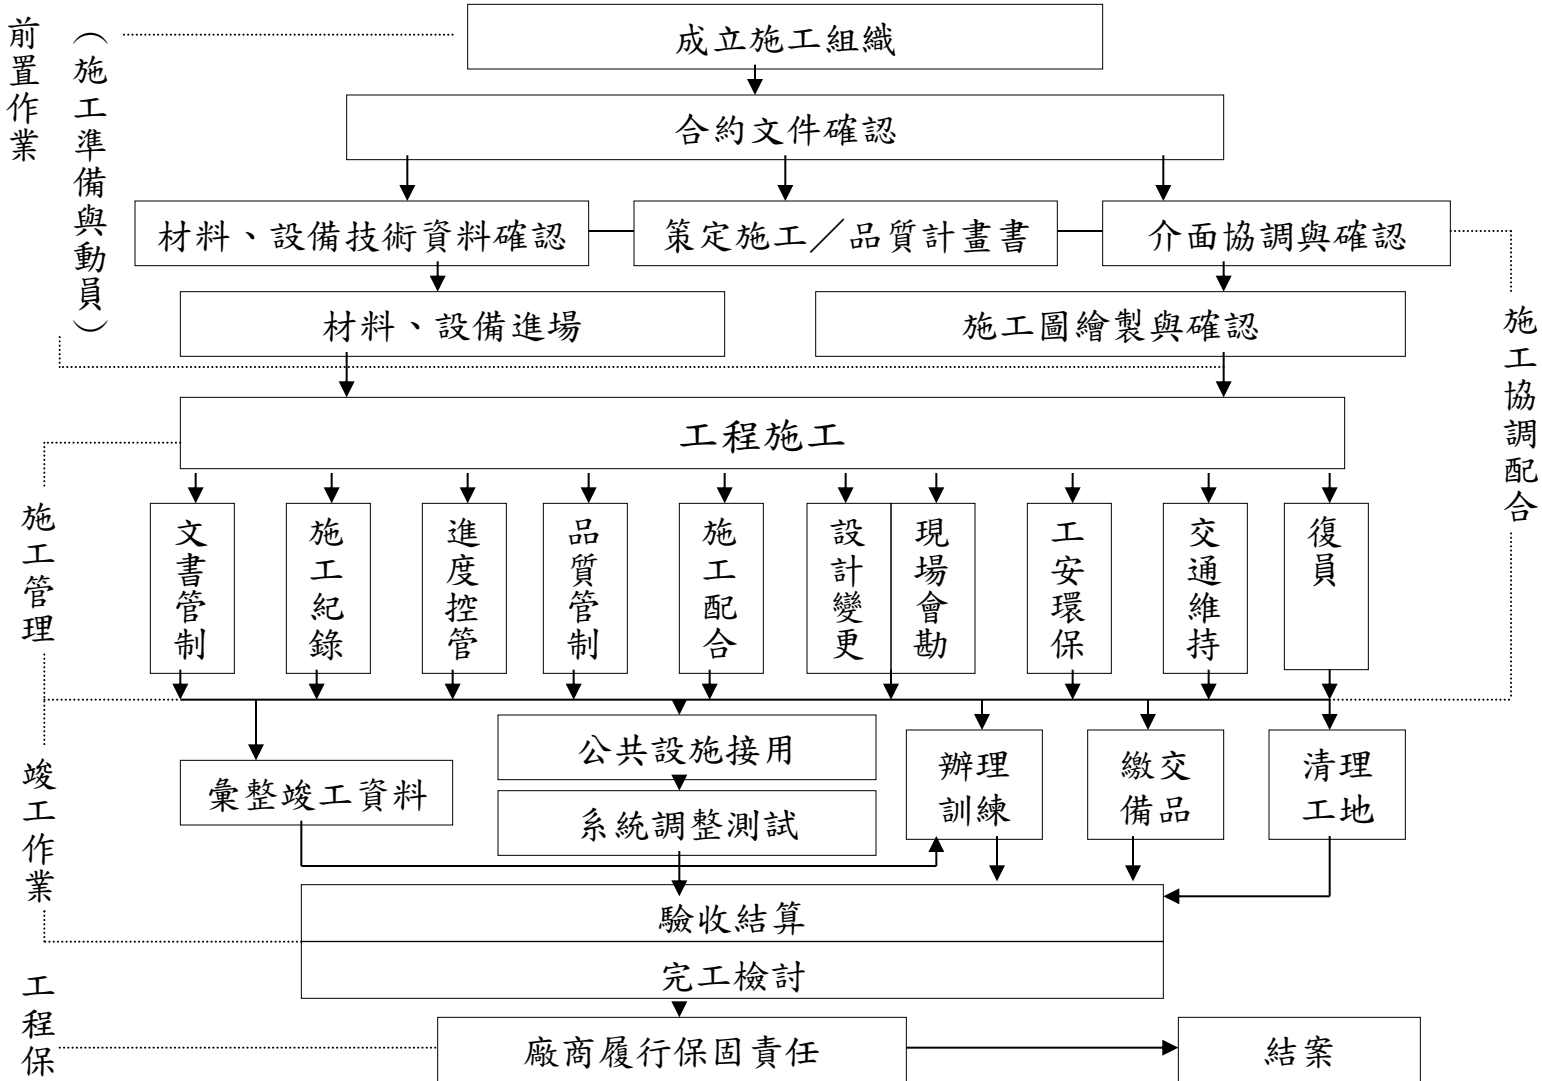 成立施工組織
前置作業
（施工準備與動員）
合約文件確認
材料、設備技術資料確認
策定施工／品質計畫書
介面協調與確認
材料、設備進場
施工圖繪製與確認
施工協調配合
工程施工
施工管理
文書管制
施工紀錄
進度控管
品質管制
施工配合
設計變更
現場會勘
工安環保
交通維持
復員
竣工作業
彙整竣工資料
公共設施接用
系統調整測試
辦理
訓練
繳交
備品
清理
工地
驗收結算
完工檢討
工程保
廠商履行保固責任
結案